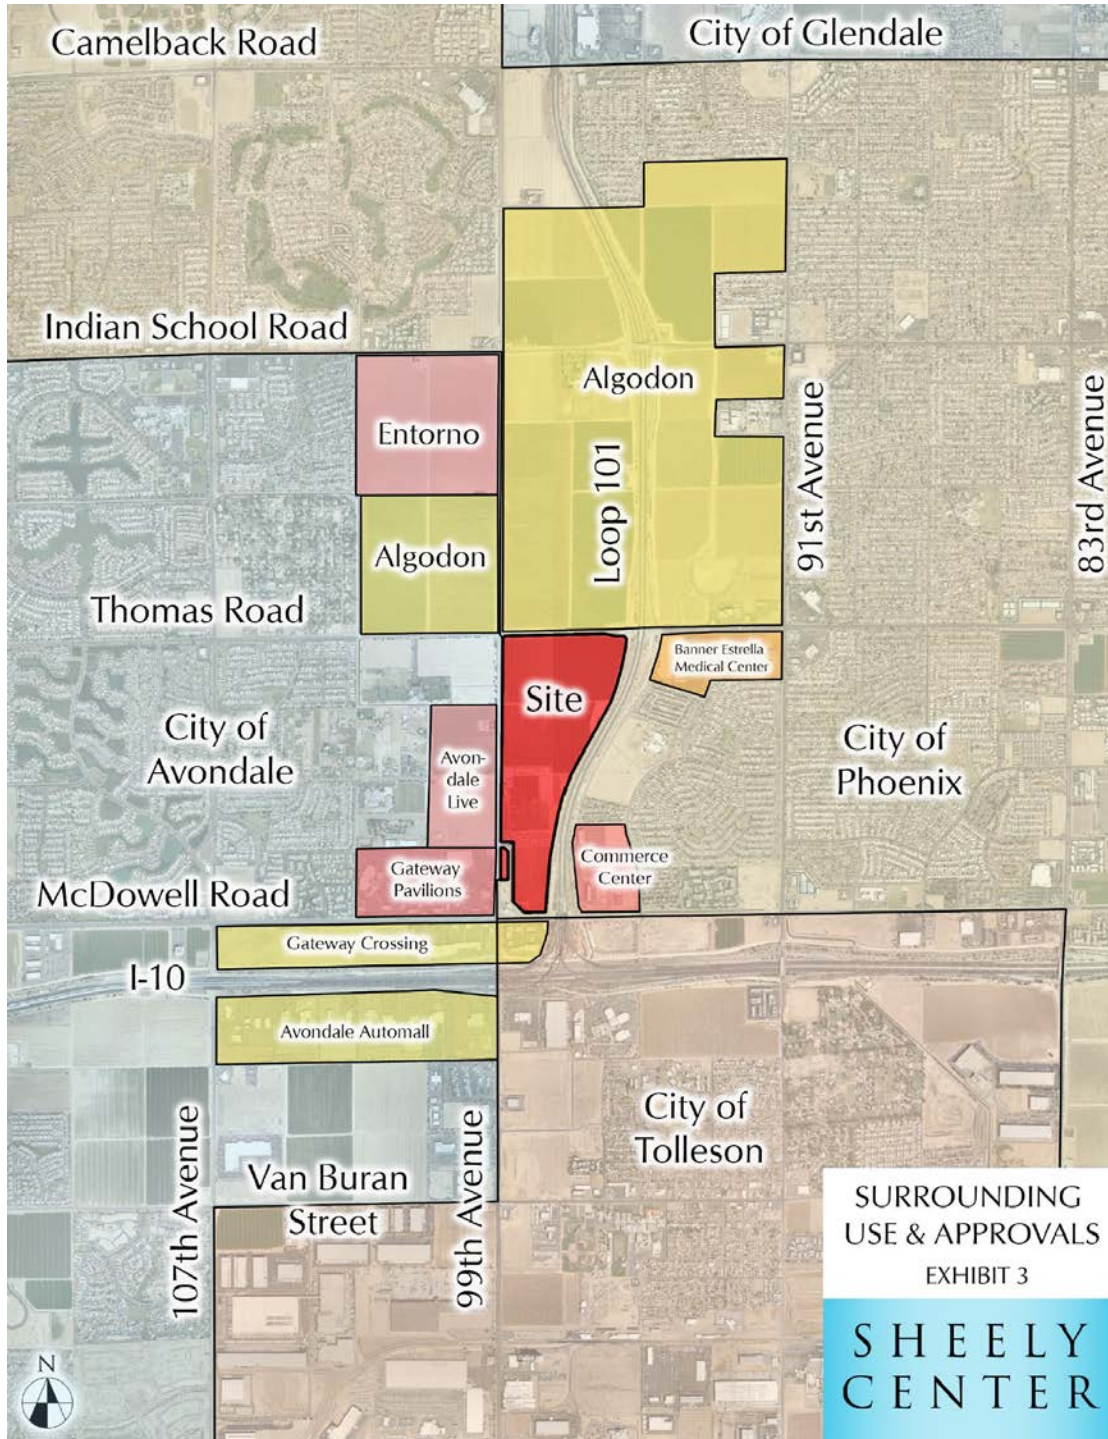 Camelback Road
City of Glendale
Indian School Road
Algodon
Entorno
91st Avenue
83rd Avenue
Loop 101
Algodon
Thomas Road
Banner Estrella
Medical Center
Site
City of
Avondale
City of
Phoenix
Avon-
dale
Live
Commerce
Center
Gateway
Pavilions
McDowell Road
Gateway Crossing
I-10
Avondale Automall
City of
Tolleson
107th Avenue
99th Avenue
Van Buran
Street
SURROUNDING
USE & APPROVALS
EXHIBIT 3
SHEELY
CENTER
N